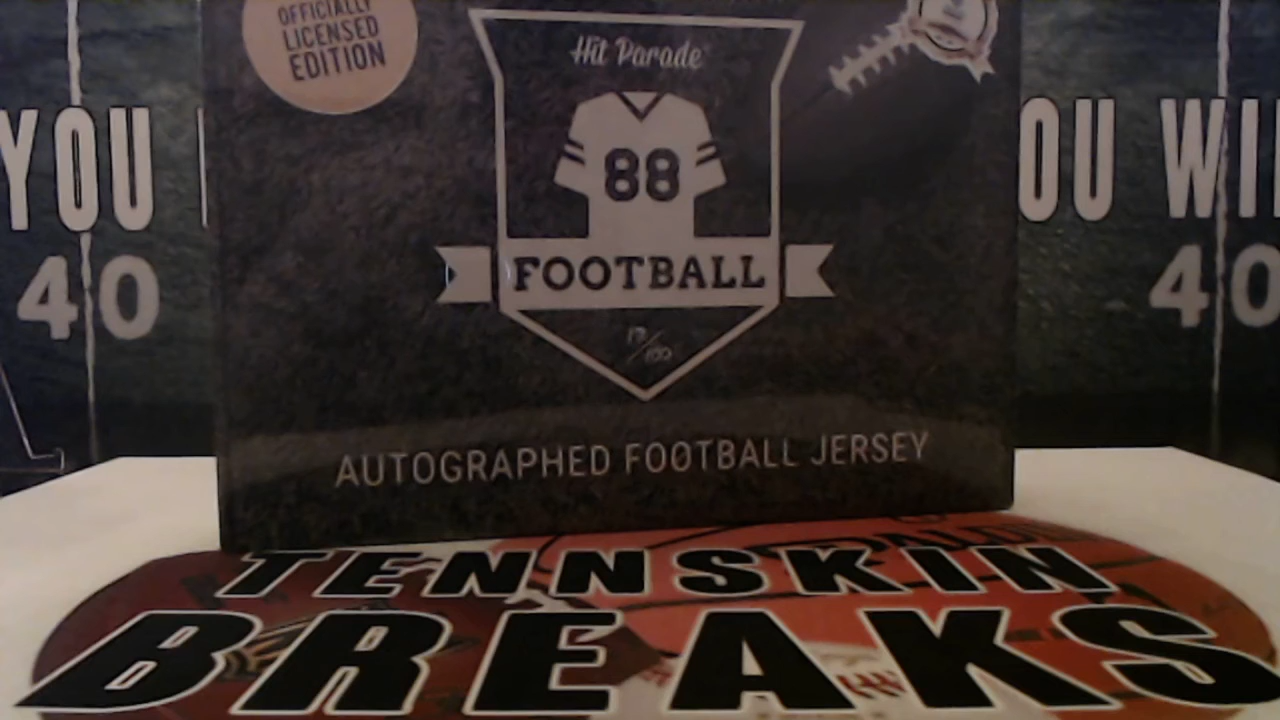 OFFICIALLY
LICENSED
EDITION
Hit Parade
88
FOOTBALL
AUTOGRAPHED FOOTBALL JERSEY
YOU
40
OU WI
40
TENNSKIN
BREAKS